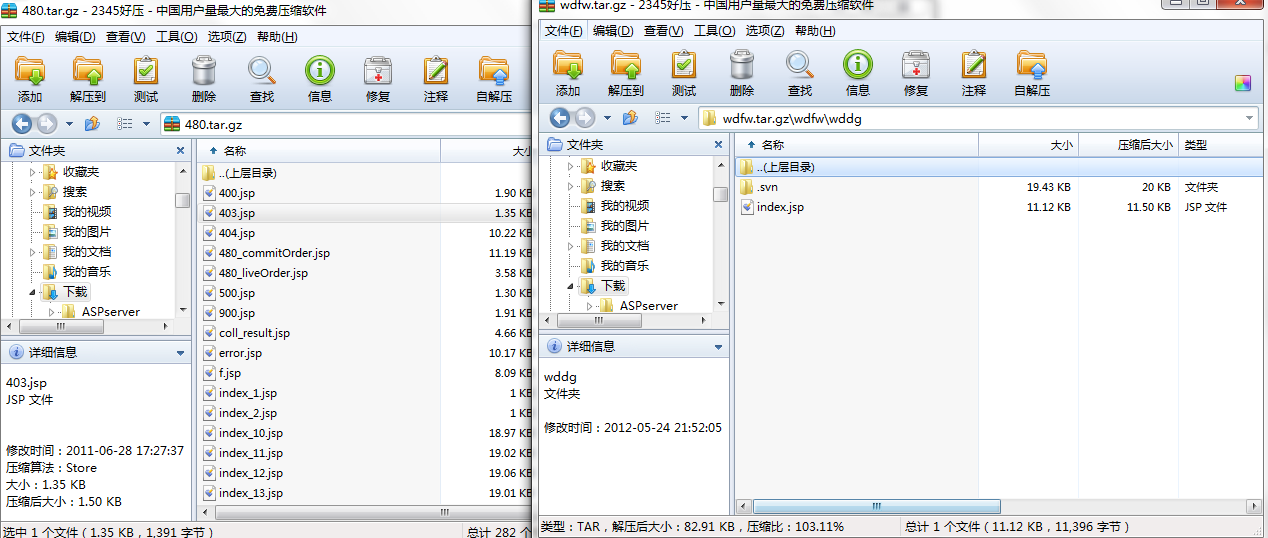 480.tar.gz - 2345好压 - 中国用户量最大的免费压缩软件
文件(F) 编辑(D) 查看(V) 工具(O) 选项(Z) 帮助(H)
添加 解压到 测试 删除 查找 信息 修复 注释 自解压
480.tar.gz
文件夹
收藏夹
搜索
我的视频
我的图片
我的文档
我的音乐
下载
ASPserver
详细信息
403.jsp
JSP 文件
修改时间：2011-06-28 17:27:37
压缩算法：Store
大小：1.35 KB
压缩后大小：1.50 KB
名称
..(上层目录)
400.jsp 1.90 KB
403.jsp 1.35 KB
404.jsp 10.22 KB
480_commitOrder.jsp 11.19 KB
480_liveOrder.jsp 3.58 KB
500.jsp 1.30 KB
900.jsp 1.91 KB
coll_result.jsp 4.66 KB
error.jsp 10.17 KB
f.jsp 8.09 KB
index_1.jsp 1 KB
index_2.jsp 1 KB
index_10.jsp 18.97 KB
index_11.jsp 19.02 KB
index_12.jsp 19.06 KB
index_13.jsp 19.01 KB
选中 1 个文件 ( 1.35 KB，1,391 字节 ) 总计 282 个
wdfw.tar.gz - 2345好压 - 中国用户量最大的免费压缩软件
文件(F) 编辑(D) 查看(V) 工具(O) 选项(Z) 帮助(H)
添加 解压到 测试 删除 查找 信息 修复 注释 自解压
wdfw.tar.gz\wdfw\wddg
文件夹
收藏夹
搜索
我的视频
我的图片
我的文档
我的音乐
下载
ASPserver
详细信息
wddg
文件夹
修改时间：2012-05-24 21:52:05
名称 大小 压缩后大小 类型
..(上层目录)
.svn 19.43 KB 20 KB 文件夹
index.jsp 11.12 KB 11.50 KB JSP 文件
类型：TAR，解压后大小：82.91 KB，压缩比：103.11% 总计 1 个文件 ( 11.12 KB，11,396 字节 )